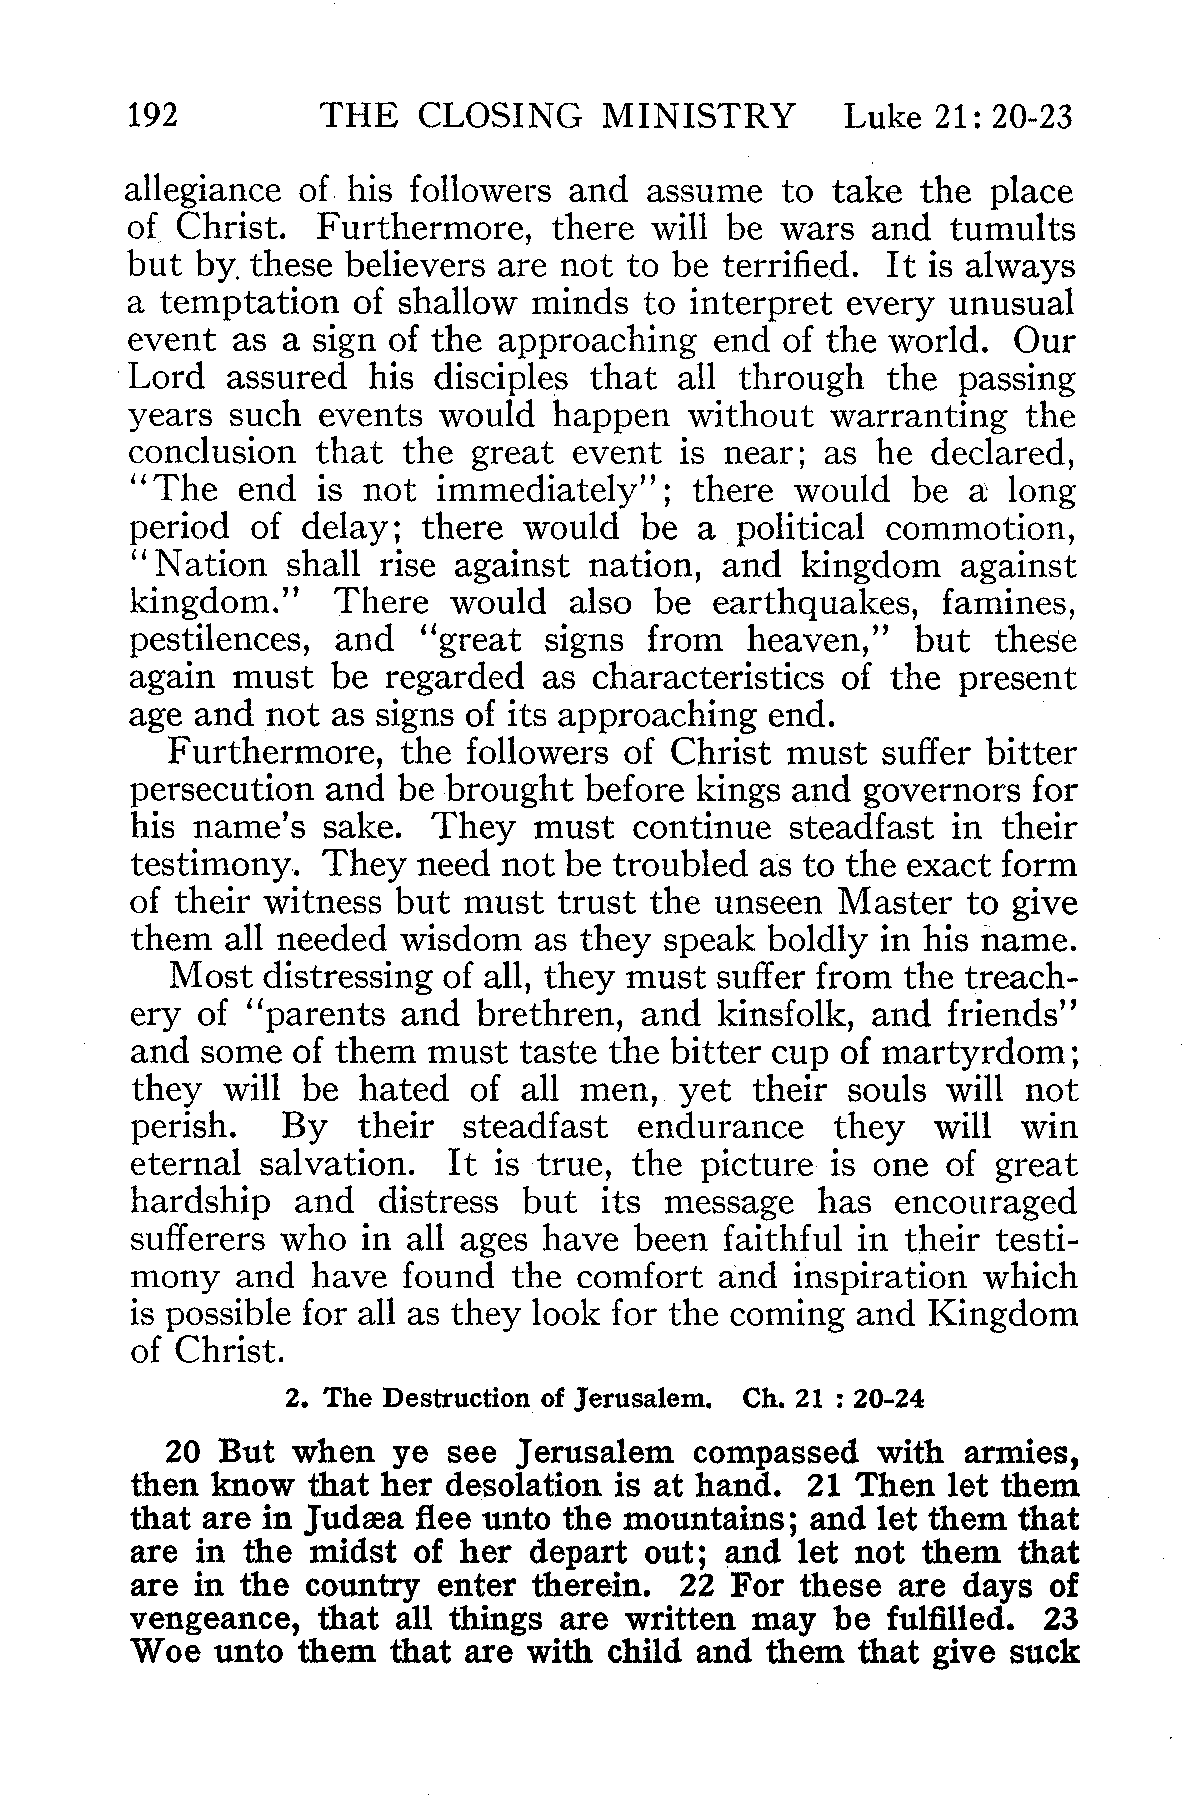 192 THE CLOSING MINISTRY Luke 21: 20-23
allegiance of his followers and assume to take the place
of Christ. Furthermore, there will be wars and tumults
but by these believers are not to be terrified. It is always
a temptation of shallow minds to interpret every unusual
event as a sign of the approaching end of the world. Our
Lord assured his disciples that all through the passing
years such events would happen without warranting the
conclusion that the great event is near; as he declared,
"The end is not immediately"; there would be a long
period of delay; there would be a political commotion,
"Nation shall rise against nation, and kingdom against
kingdom." There would also be earthquakes, famines,
pestilences, and "great signs from heaven," but these
again must be regarded as characteristics of the present
age and not as signs of its approaching end.
Furthermore, the followers of Christ must suffer bitter
persecution and be brought before kings and governors for
his name's sake. They must continue steadfast in their
testimony. They need not be troubled as to the exact form
of their witness but must trust the unseen Master to give
them all needed wisdom as they speak boldly in his name.
Most distressing of all, they must suffer from the treach-
ery of "parents and brethren, and kinsfolk, and friends"
and some of them must taste the bitter cup of martyrdom;
they will be hated of all men, yet their souls will not
perish. By their steadfast endurance they will win
eternal salvation. It is true, the picture is one of great
hardship and distress but its message has encouraged
sufferers who in all ages have been faithful in their testi-
mony and have found the comfort and inspiration which
is possible for all as they look for the coming and Kingdom
of Christ.
2. The Destruction of Jerusalem. Ch. 21 : 20-24
20 But when ye see Jerusalem compassed with armies,
then know that her desolation is at hand. 21 Then let them
that are in Judæa flee unto the mountains; and let them that
are in the midst of her depart out; and let not them that
are in the country enter therein. 22 For these are days of
vengeance, that all things are written may be fulfilled. 23
Woe unto them that are with child and them that give suck